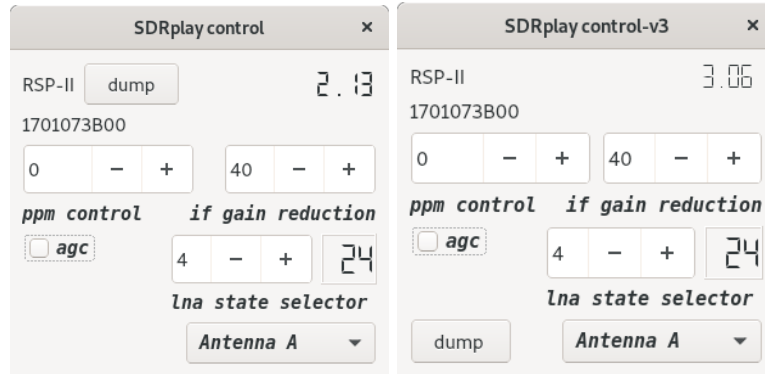 SDRplay control ×
RSP-II dump 2.13
1701073B00
0 − + 40 − +
ppm control if gain reduction
agc 4 − + 24
lna state selector
Antenna A
SDRplay control-v3 ×
RSP-II 3.06
1701073B00
0 − + 40 − +
ppm control if gain reduction
agc 4 − + 24
lna state selector
dump Antenna A